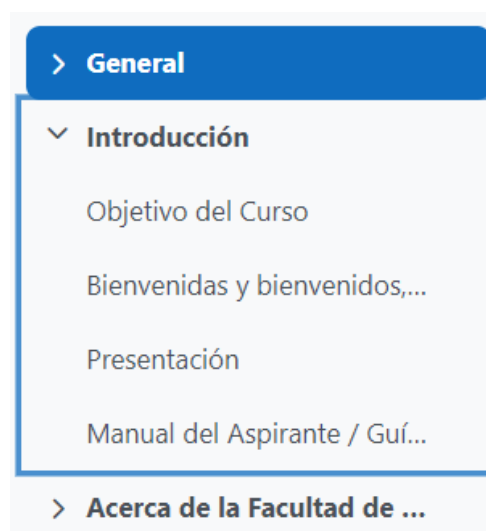 General
Introducción
Objetivo del Curso
Bienvenidas y bienvenidos,...
Presentación
Manual del Aspirante / Guí...
Acerca de la Facultad de ...